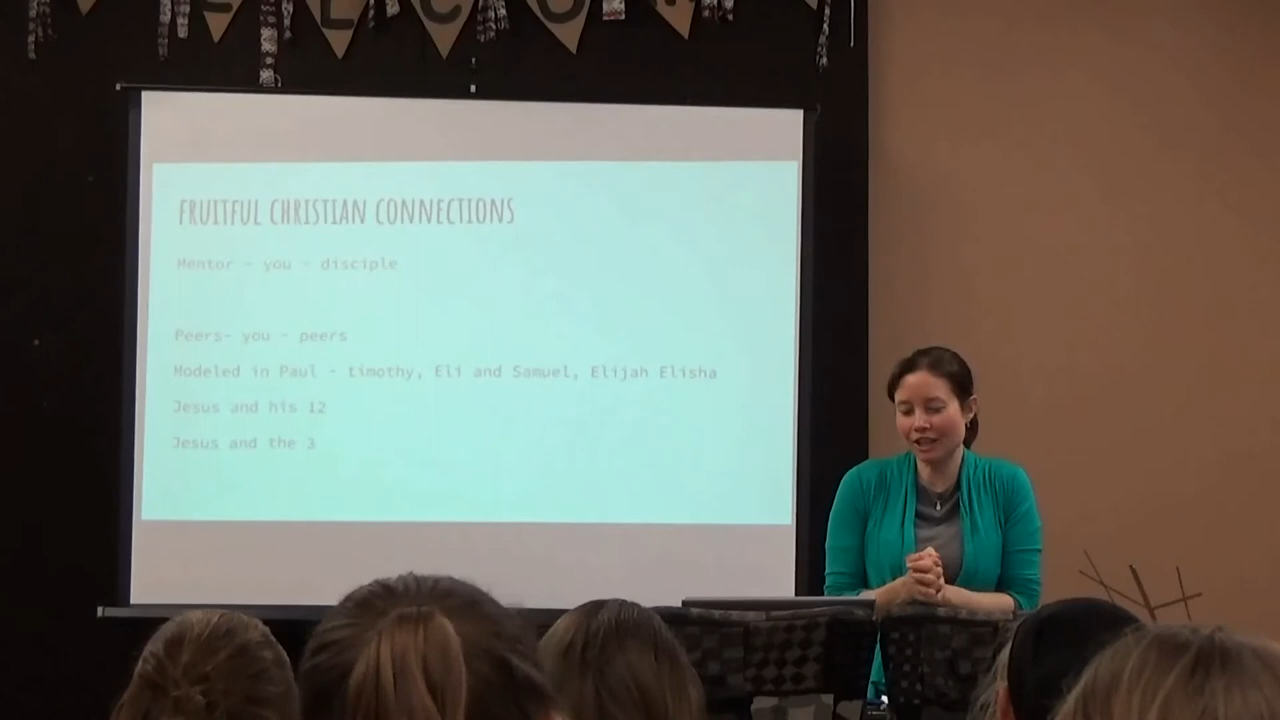 ELCO
FRUITFUL CHRISTIAN CONNECTIONS
Mentor - you - disciple
Peers- you - peers
Modeled in Paul - timothy, Eli and Samuel, Elijah Elisha
Jesus and his 12
Jesus and the 3